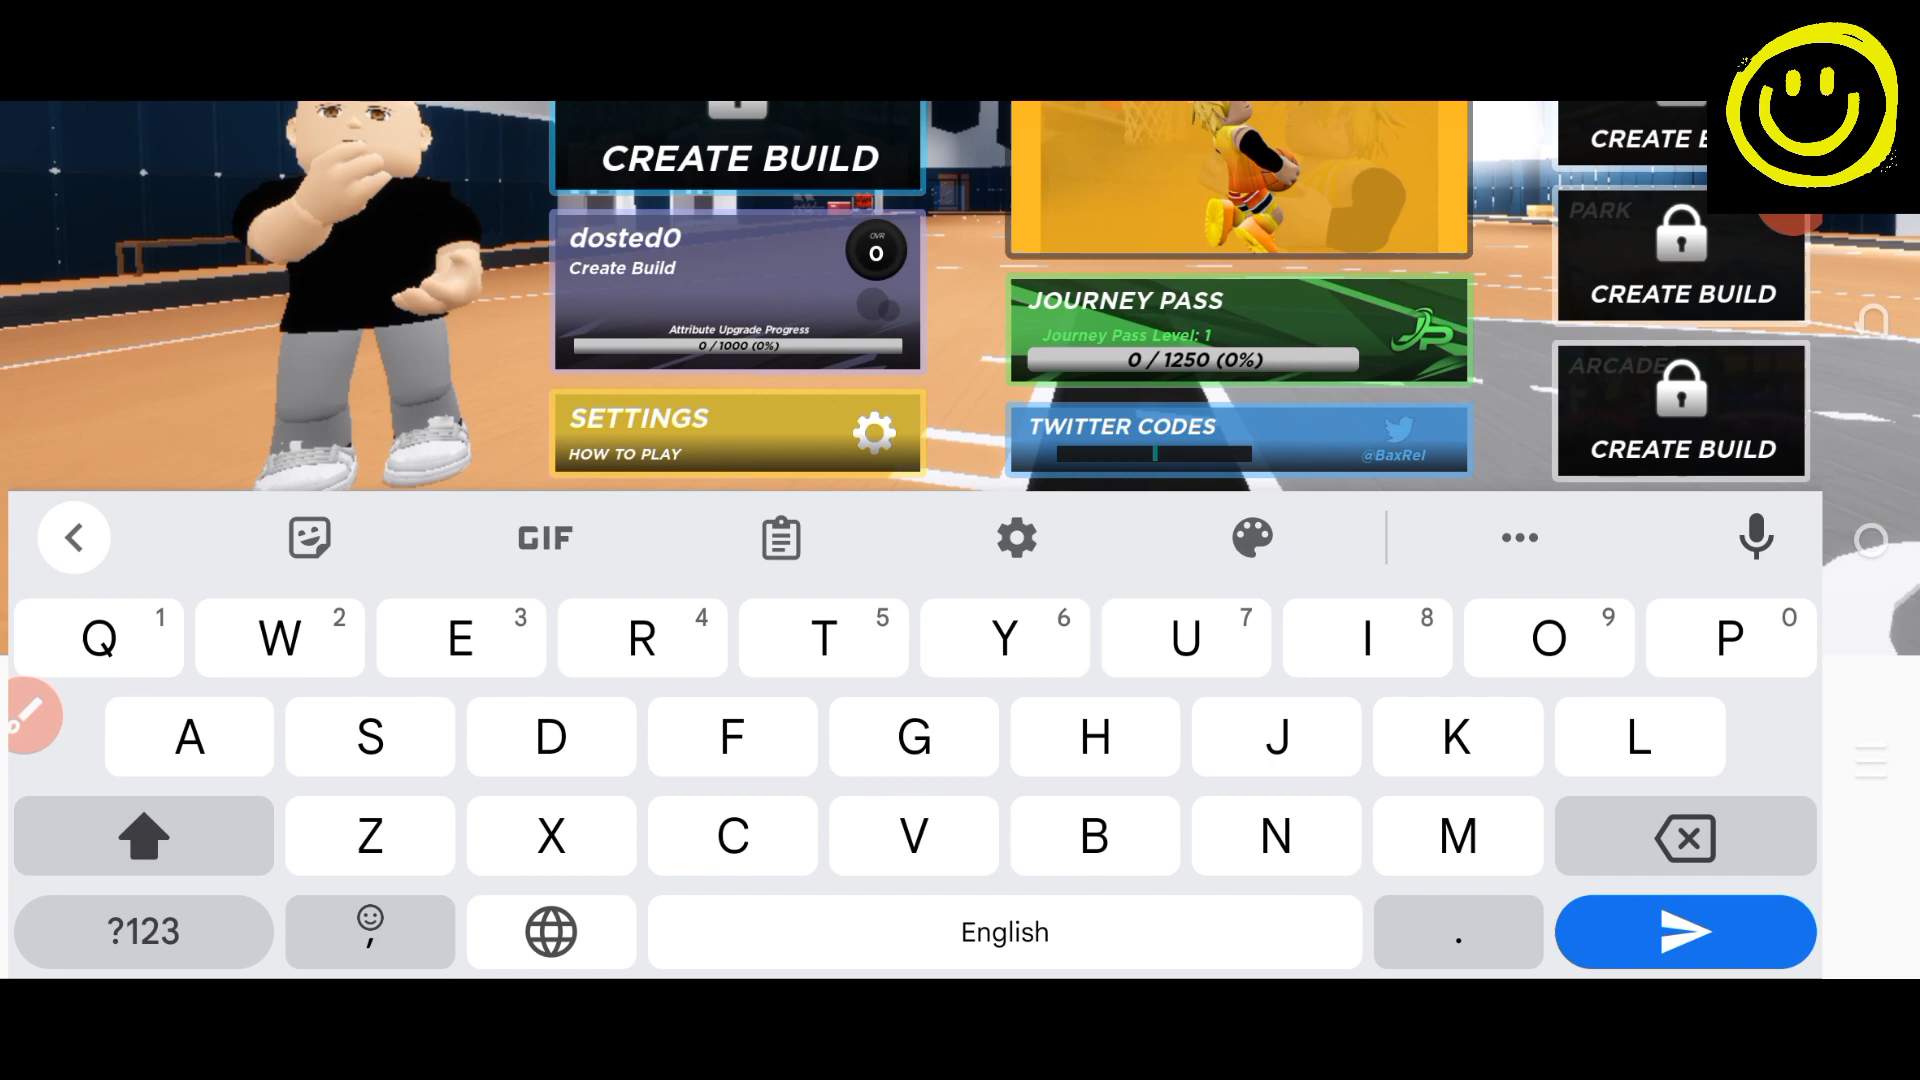 CREATE BUILD
dosted0
Create Build
OVR
0
Attribute Upgrade Progress
0 / 1000 (0%)
SETTINGS
HOW TO PLAY
JOURNEY PASS
Journey Pass Level: 1
0 / 1250 (0%)
TWITTER CODES
@BaxRel
CREATE B
PARK
CREATE BUILD
ARCADE
CREATE BUILD
GIF
Q 1 W 2 E 3 R 4 T 5 Y 6 U 7 I 8 O 9 P 0
A S D F G H J K L
Z X C V B N M
?123 , English .